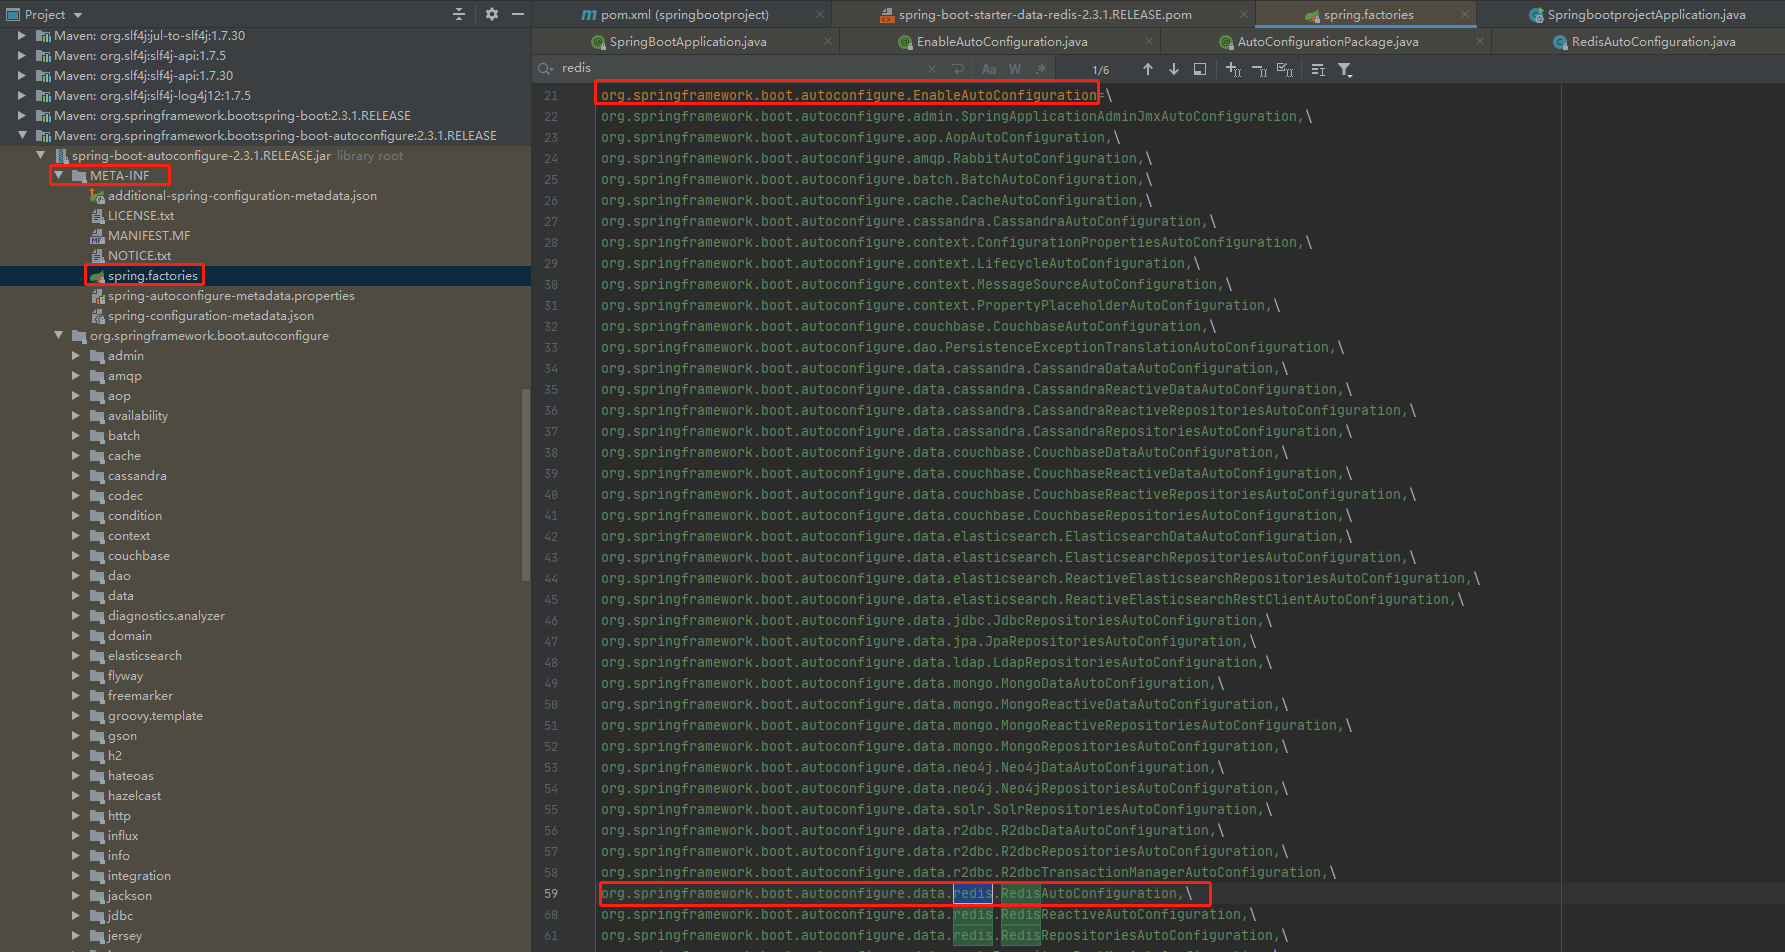 Project
Maven: org.slf4j:jul-to-slf4j:1.7.30
Maven: org.slf4j:slf4j-api:1.7.5
Maven: org.slf4j:slf4j-api:1.7.30
Maven: org.slf4j:slf4j-log4j12:1.7.5
Maven: org.springframework.boot:spring-boot:2.3.1.RELEASE
Maven: org.springframework.boot:spring-boot-autoconfigure:2.3.1.RELEASE
spring-boot-autoconfigure-2.3.1.RELEASE.jar library root
META-INF
additional-spring-configuration-metadata.json
LICENSE.txt
MANIFEST.MF
NOTICE.txt
spring.factories
spring-autoconfigure-metadata.properties
spring-configuration-metadata.json
org.springframework.boot.autoconfigure
admin
amqp
aop
availability
batch
cache
cassandra
codec
condition
context
couchbase
dao
data
diagnostics.analyzer
domain
elasticsearch
flyway
freemarker
groovy.template
gson
h2
hateoas
hazelcast
http
influx
info
integration
jackson
jdbc
jersey
pom.xml (springbootproject)
spring-boot-starter-data-redis-2.3.1.RELEASE.pom
spring.factories
SpringbootprojectApplication.java
SpringBootApplication.java
EnableAutoConfiguration.java
AutoConfigurationPackage.java
RedisAutoConfiguration.java
redis Aa W .* 1/6
21 org.springframework.boot.autoconfigure.EnableAutoConfiguration=\
22 org.springframework.boot.autoconfigure.admin.SpringApplicationAdminJmxAutoConfiguration,\
23 org.springframework.boot.autoconfigure.aop.AopAutoConfiguration,\
24 org.springframework.boot.autoconfigure.amqp.RabbitAutoConfiguration,\
25 org.springframework.boot.autoconfigure.batch.BatchAutoConfiguration,\
26 org.springframework.boot.autoconfigure.cache.CacheAutoConfiguration,\
27 org.springframework.boot.autoconfigure.cassandra.CassandraAutoConfiguration,\
28 org.springframework.boot.autoconfigure.context.ConfigurationPropertiesAutoConfiguration,\
29 org.springframework.boot.autoconfigure.context.LifecycleAutoConfiguration,\
30 org.springframework.boot.autoconfigure.context.MessageSourceAutoConfiguration,\
31 org.springframework.boot.autoconfigure.context.PropertyPlaceholderAutoConfiguration,\
32 org.springframework.boot.autoconfigure.couchbase.CouchbaseAutoConfiguration,\
33 org.springframework.boot.autoconfigure.dao.PersistenceExceptionTranslationAutoConfiguration,\
34 org.springframework.boot.autoconfigure.data.cassandra.CassandraDataAutoConfiguration,\
35 org.springframework.boot.autoconfigure.data.cassandra.CassandraReactiveDataAutoConfiguration,\
36 org.springframework.boot.autoconfigure.data.cassandra.CassandraReactiveRepositoriesAutoConfiguration,\
37 org.springframework.boot.autoconfigure.data.cassandra.CassandraRepositoriesAutoConfiguration,\
38 org.springframework.boot.autoconfigure.data.couchbase.CouchbaseDataAutoConfiguration,\
39 org.springframework.boot.autoconfigure.data.couchbase.CouchbaseReactiveDataAutoConfiguration,\
40 org.springframework.boot.autoconfigure.data.couchbase.CouchbaseReactiveRepositoriesAutoConfiguration,\
41 org.springframework.boot.autoconfigure.data.couchbase.CouchbaseRepositoriesAutoConfiguration,\
42 org.springframework.boot.autoconfigure.data.elasticsearch.ElasticsearchDataAutoConfiguration,\
43 org.springframework.boot.autoconfigure.data.elasticsearch.ElasticsearchRepositoriesAutoConfiguration,\
44 org.springframework.boot.autoconfigure.data.elasticsearch.ReactiveElasticsearchRepositoriesAutoConfiguration,\
45 org.springframework.boot.autoconfigure.data.elasticsearch.ReactiveElasticsearchRestClientAutoConfiguration,\
46 org.springframework.boot.autoconfigure.data.jdbc.JdbcRepositoriesAutoConfiguration,\
47 org.springframework.boot.autoconfigure.data.jpa.JpaRepositoriesAutoConfiguration,\
48 org.springframework.boot.autoconfigure.data.ldap.LdapRepositoriesAutoConfiguration,\
49 org.springframework.boot.autoconfigure.data.mongo.MongoDataAutoConfiguration,\
50 org.springframework.boot.autoconfigure.data.mongo.MongoReactiveDataAutoConfiguration,\
51 org.springframework.boot.autoconfigure.data.mongo.MongoReactiveRepositoriesAutoConfiguration,\
52 org.springframework.boot.autoconfigure.data.mongo.MongoRepositoriesAutoConfiguration,\
53 org.springframework.boot.autoconfigure.data.neo4j.Neo4jDataAutoConfiguration,\
54 org.springframework.boot.autoconfigure.data.neo4j.Neo4jRepositoriesAutoConfiguration,\
55 org.springframework.boot.autoconfigure.data.solr.SolrRepositoriesAutoConfiguration,\
56 org.springframework.boot.autoconfigure.data.r2dbc.R2dbcDataAutoConfiguration,\
57 org.springframework.boot.autoconfigure.data.r2dbc.R2dbcRepositoriesAutoConfiguration,\
58 org.springframework.boot.autoconfigure.data.r2dbc.R2dbcTransactionManagerAutoConfiguration,\
59 org.springframework.boot.autoconfigure.data.redis.RedisAutoConfiguration,\
60 org.springframework.boot.autoconfigure.data.redis.RedisReactiveAutoConfiguration,\
61 org.springframework.boot.autoconfigure.data.redis.RedisRepositoriesAutoConfiguration,\